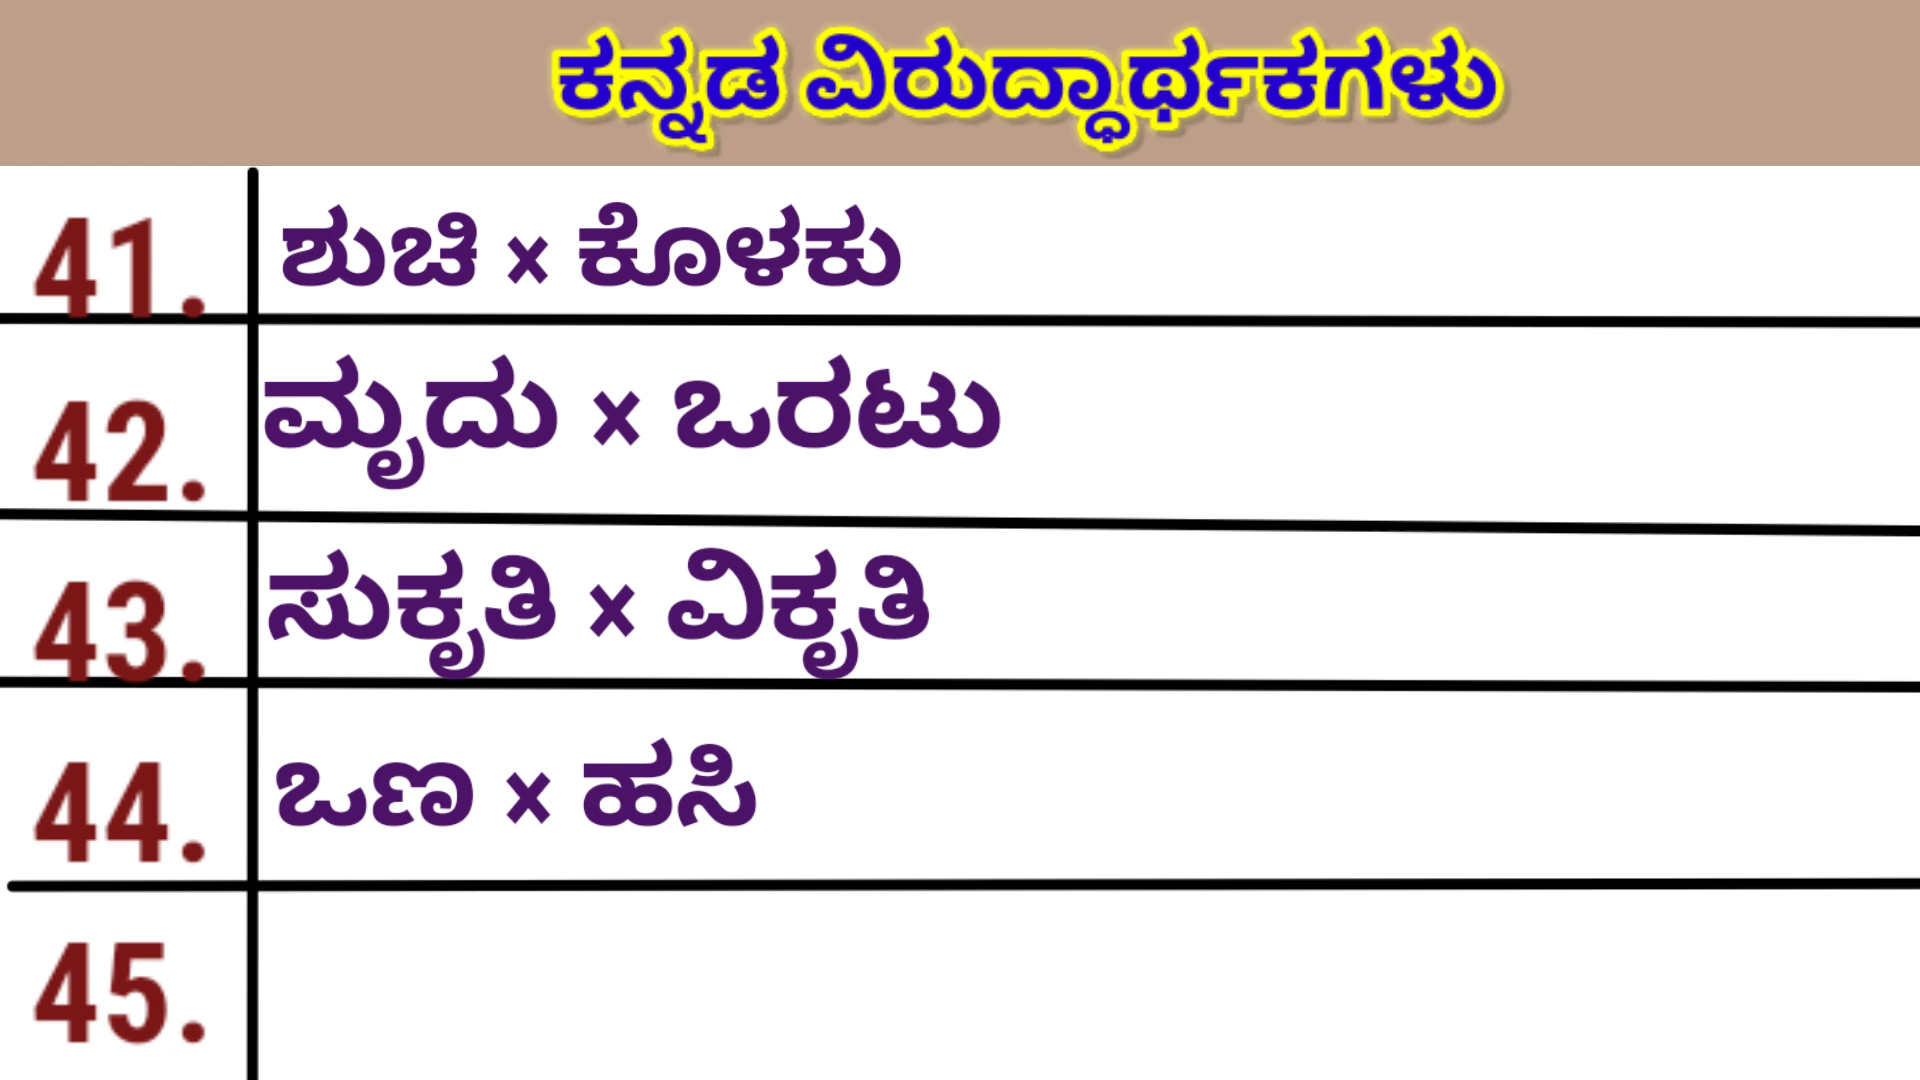 ಕನ್ನಡ ವಿರುದ್ಧಾರ್ಥಕಗಳು
41. ಶುಚಿ × ಕೊಳಕು
42. ಮೃದು × ಒರಟು
43. ಸುಕೃತಿ × ವಿಕೃತಿ
44. ಒಣ × ಹಸಿ
45.